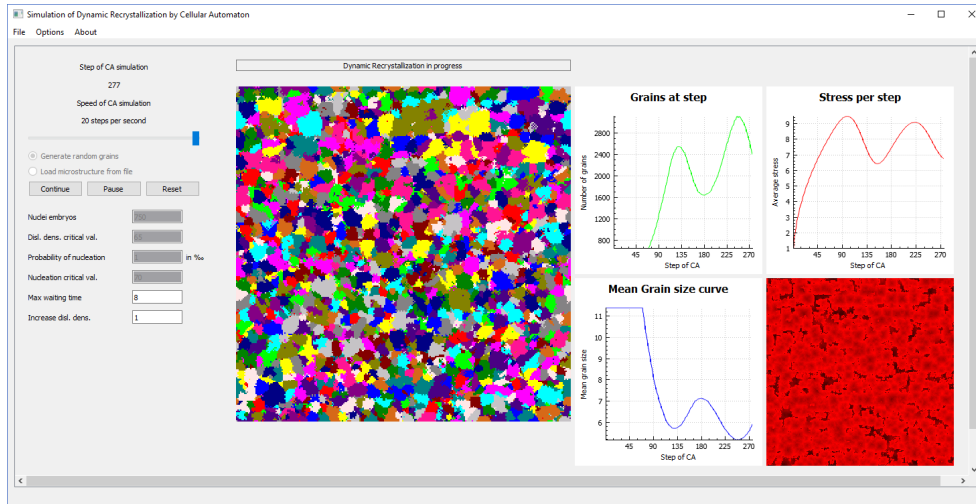 Simulation of Dynamic Recrystallization by Cellular Automaton
File Options About
Step of CA simulation
277
Speed of CA simulation
20 steps per second
Generate random grains
Load microstructure from file
Continue Pause Reset
Nuclei embryos
Disl. dens. critical val.
Probability of nucleation in ‰
Nucleation critical val.
Max waiting time 8
Increase disl. dens. 1
Dynamic Recrystallization in progress
Grains at step
Number of grains
2800
2400
2000
1600
1200
800
45 90 135 180 225 270
Step of CA
Stress per step
Average stress
9
8
7
6
5
4
3
2
1
45 90 135 180 225 270
Step of CA
Mean Grain size curve
Mean grain size
11
10
9
8
7
6
45 90 135 180 225 270
Step of CA